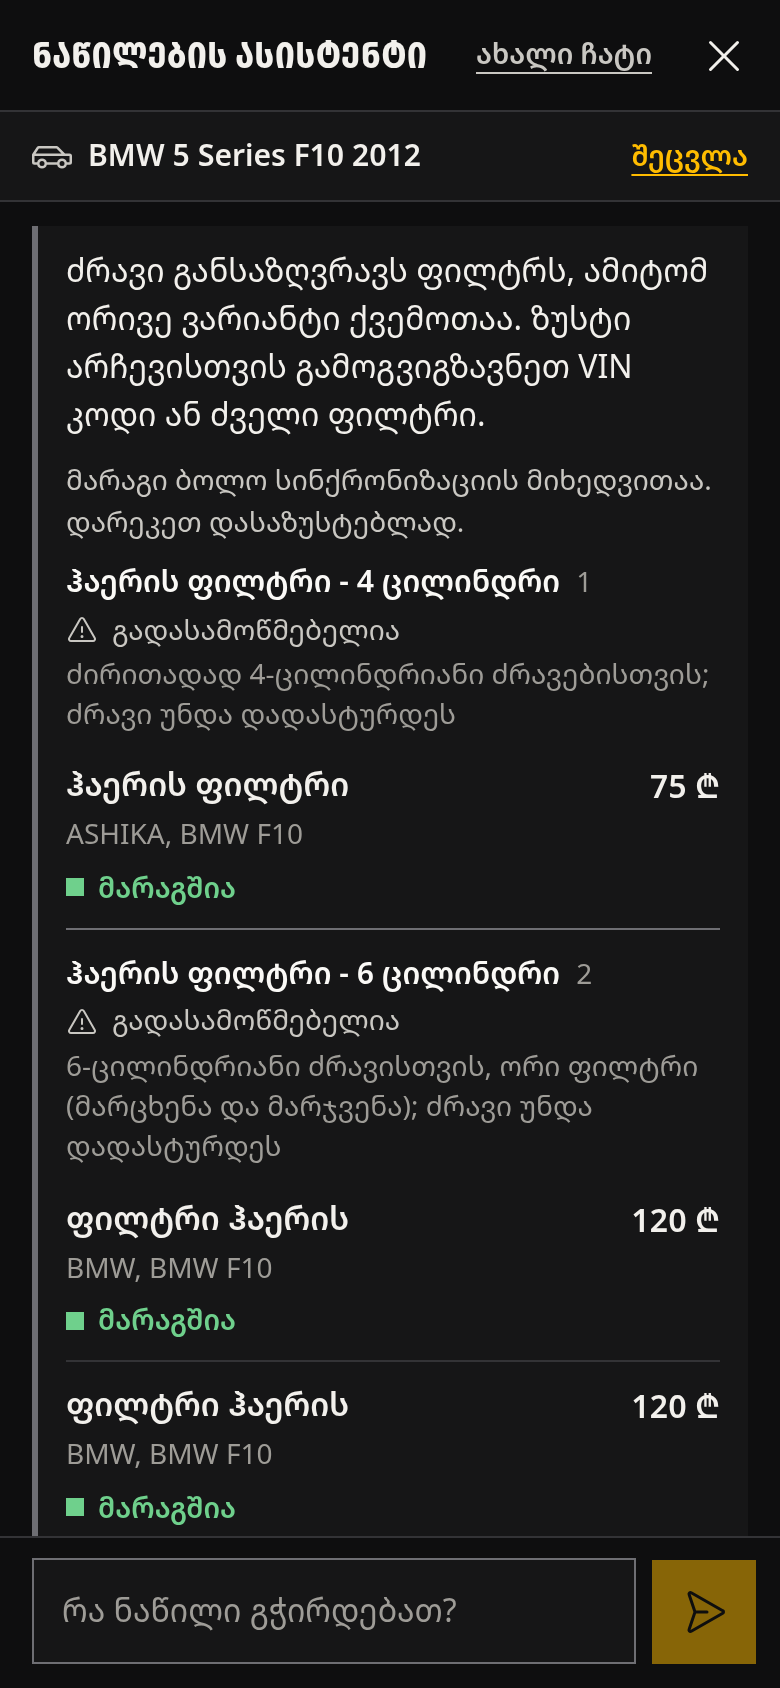 ნაწილების ასისტენტი
ახალი ჩატი
BMW 5 Series F10 2012
შეცვლა
ძრავი განსაზღვრავს ფილტრს, ამიტომ
ორივე ვარიანტი ქვემოთაა. ზუსტი
არჩევისთვის გამოგვიგზავნეთ VIN
კოდი ან ძველი ფილტრი.
მარაგი ბოლო სინქრონიზაციის მიხედვითაა.
დარეკეთ დასაზუსტებლად.
ჰაერის ფილტრი - 4 ცილინდრი 1
გადასამოწმებელია
ძირითადად 4-ცილინდრიანი ძრავებისთვის;
ძრავი უნდა დადასტურდეს
ჰაერის ფილტრი 75 ₾
ASHIKA, BMW F10
მარაგშია
ჰაერის ფილტრი - 6 ცილინდრი 2
გადასამოწმებელია
6-ცილინდრიანი ძრავისთვის, ორი ფილტრი
(მარცხენა და მარჯვენა); ძრავი უნდა
დადასტურდეს
ფილტრი ჰაერის 120 ₾
BMW, BMW F10
მარაგშია
ფილტრი ჰაერის 120 ₾
BMW, BMW F10
მარაგშია
რა ნაწილი გჭირდებათ?